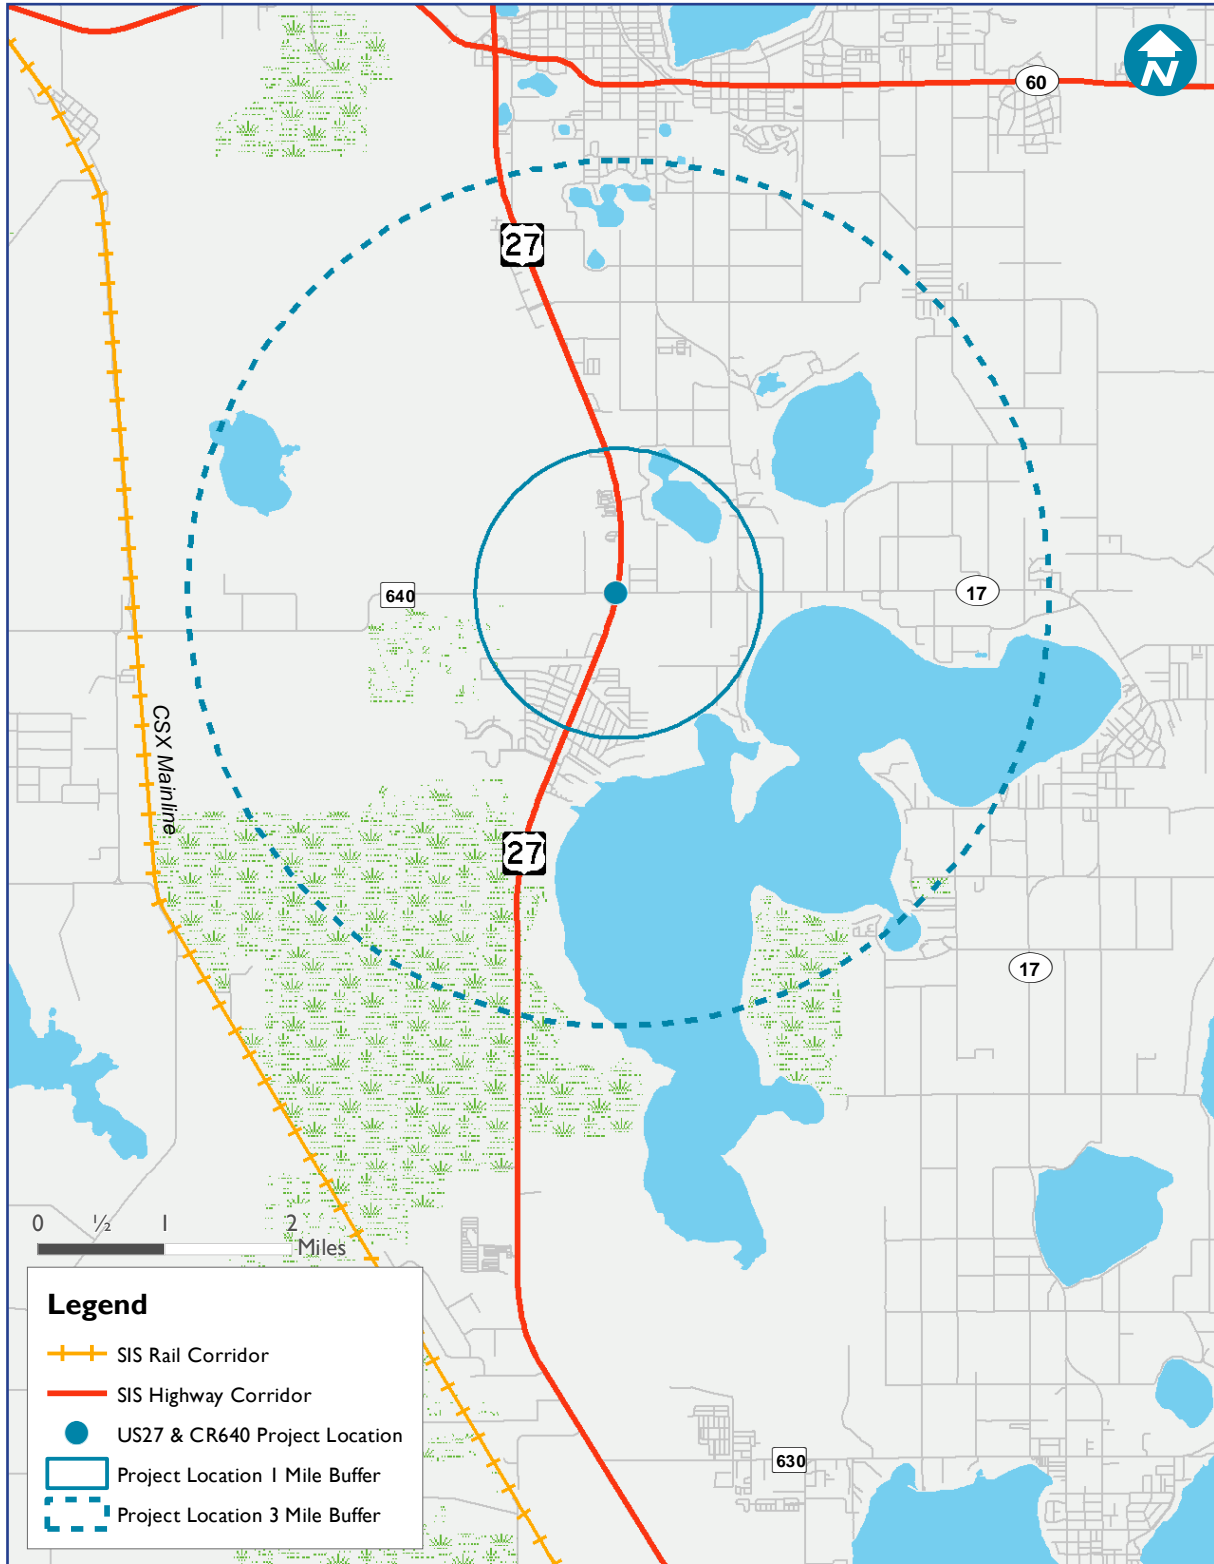 N
60
27
640
17
CSX Mainline
27
17
0 ½ 1 2
Miles
Legend
SIS Rail Corridor
SIS Highway Corridor
US27 & CR640 Project Location
Project Location 1 Mile Buffer
Project Location 3 Mile Buffer
630